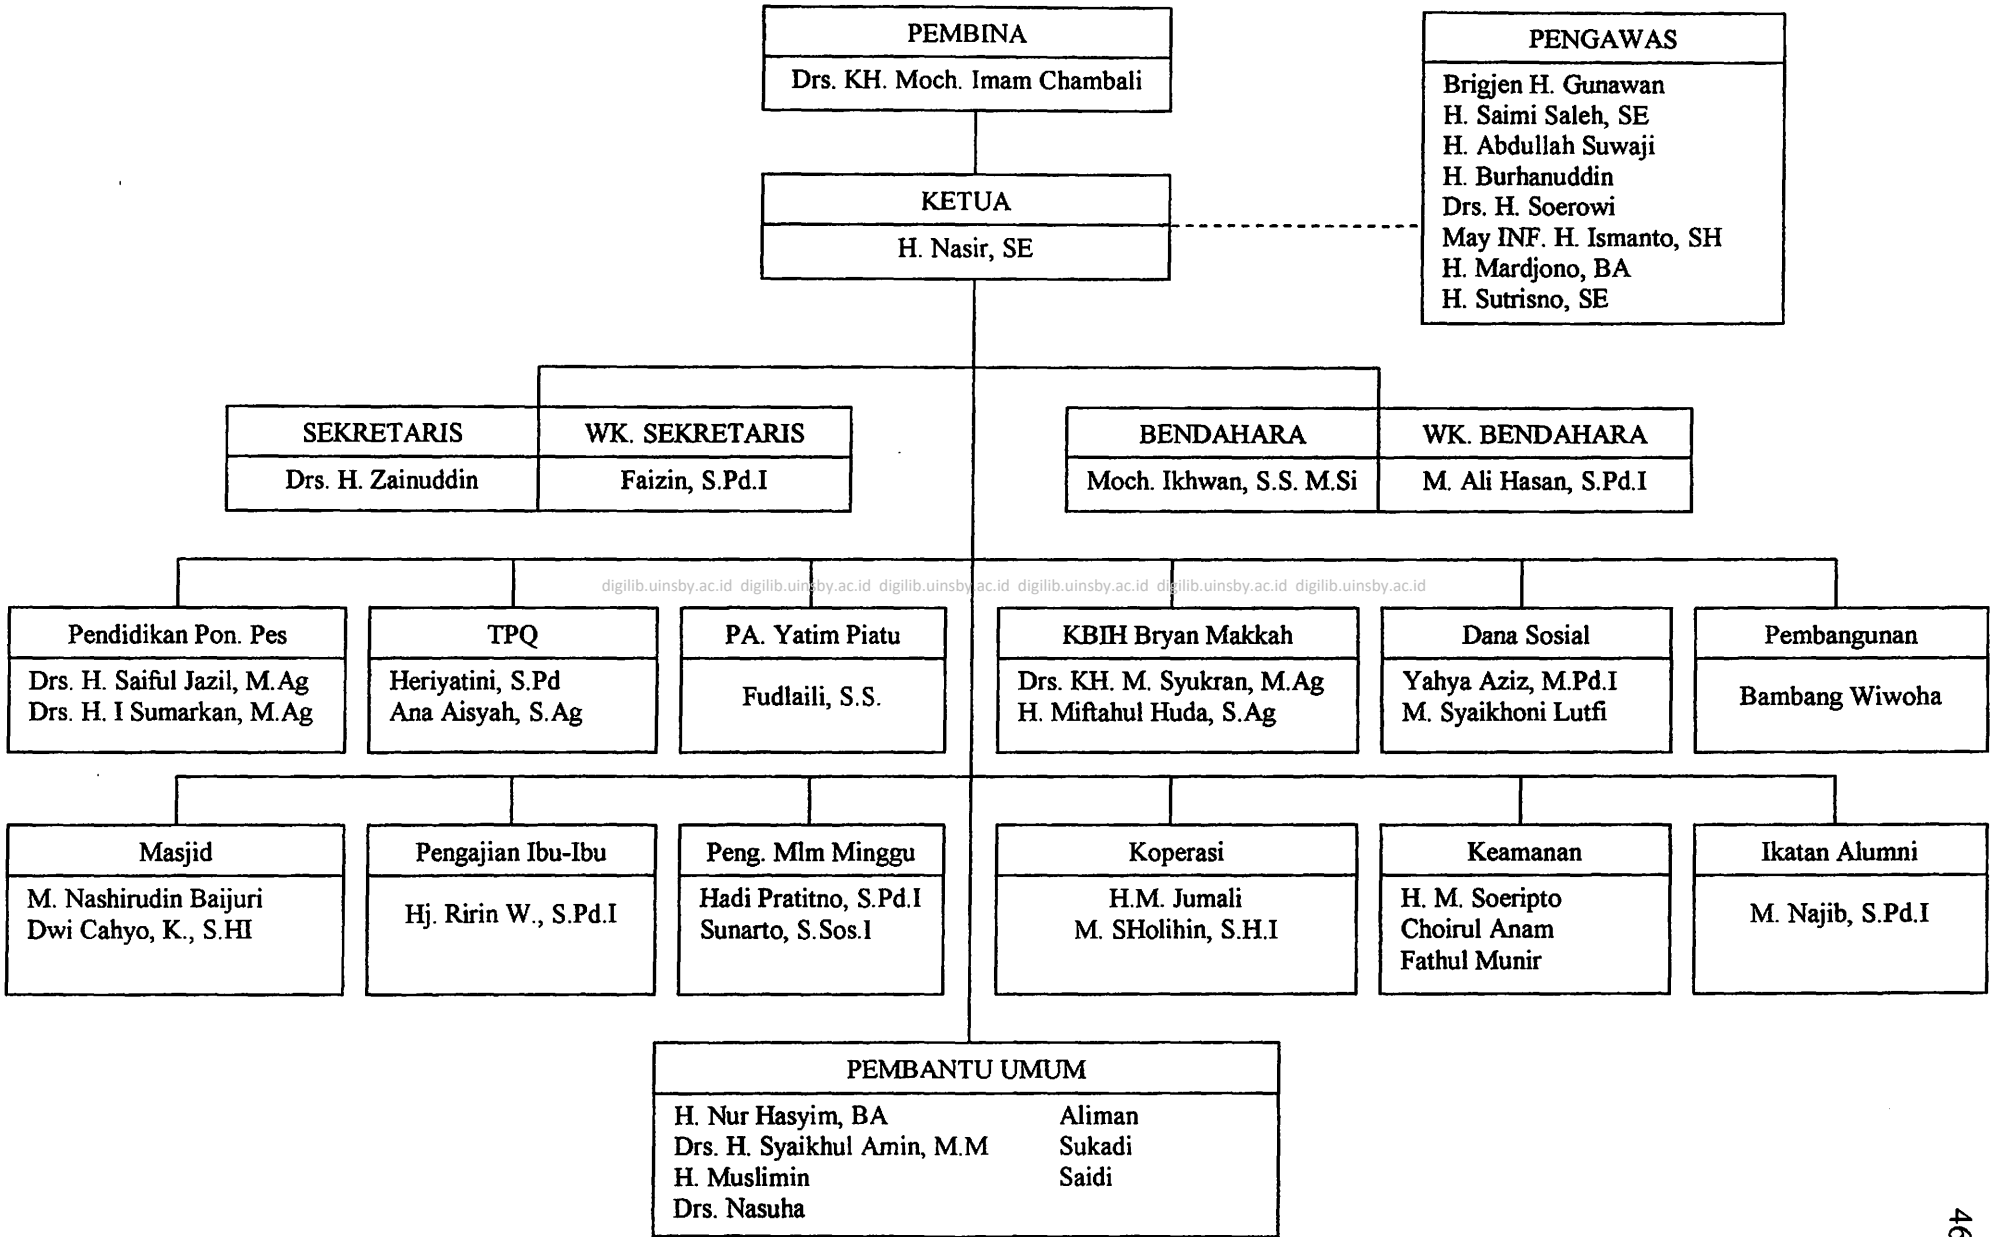 PEMBINA
Drs. KH. Moch. Imam Chambali
PENGAWAS
Brigjen H. Gunawan
H. Saimi Saleh, SE
H. Abdullah Suwaji
H. Burhanuddin
Drs. H. Soerowi
May INF. H. Ismanto, SH
H. Mardjono, BA
H. Sutrisno, SE
KETUA
H. Nasir, SE
SEKRETARIS
Drs. H. Zainuddin
WK. SEKRETARIS
Faizin, S.Pd.I
BENDAHARA
Moch. Ikhwan, S.S. M.Si
WK. BENDAHARA
M. Ali Hasan, S.Pd.I
digilib.uinsby.ac.id digilib.uinsby.ac.id digilib.uinsby.ac.id digilib.uinsby.ac.id digilib.uinsby.ac.id digilib.uinsby.ac.id
Pendidikan Pon. Pes
Drs. H. Saiful Jazil, M.Ag
Drs. H. I Sumarkan, M.Ag
TPQ
Heriyatini, S.Pd
Ana Aisyah, S.Ag
PA. Yatim Piatu
Fudlaili, S.S.
KBIH Bryan Makkah
Drs. KH. M. Syukran, M.Ag
H. Miftahul Huda, S.Ag
Dana Sosial
Yahya Aziz, M.Pd.I
M. Syaikhoni Lutfi
Pembangunan
Bambang Wiwoha
Masjid
M. Nashirudin Baijuri
Dwi Cahyo, K., S.HI
Pengajian Ibu-Ibu
Hj. Ririn W., S.Pd.I
Peng. Mlm Minggu
Hadi Pratitno, S.Pd.I
Sunarto, S.Sos.I
Koperasi
H.M. Jumali
M. SHolihin, S.H.I
Keamanan
H. M. Soeripto
Choirul Anam
Fathul Munir
Ikatan Alumni
M. Najib, S.Pd.I
PEMBANTU UMUM
H. Nur Hasyim, BA
Drs. H. Syaikhul Amin, M.M
H. Muslimin
Drs. Nasuha
Aliman
Sukadi
Saidi
46